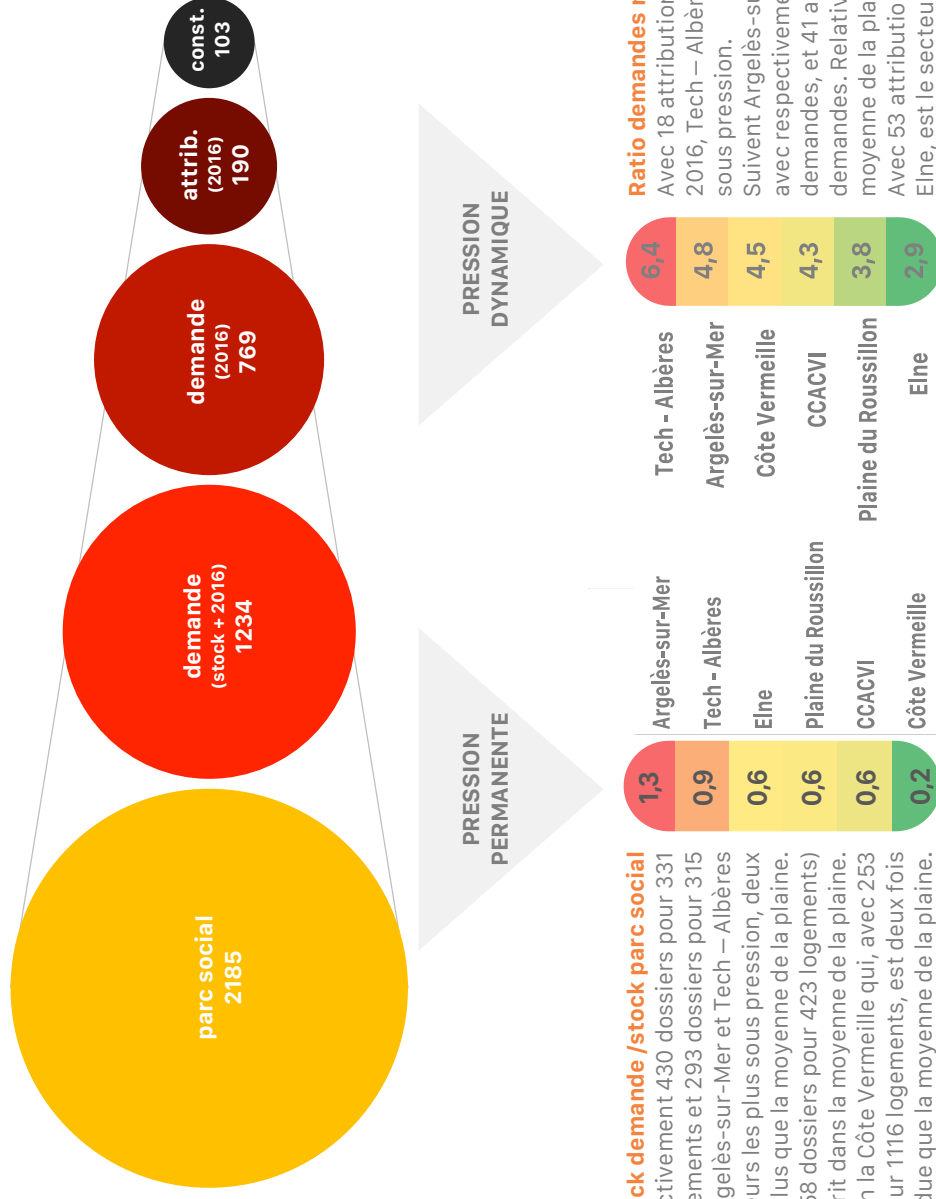 parc social
2185
demande
(stock + 2016)
1234
demande
(2016)
769
attrib.
(2016)
190
const.
103
PRESSION
PERMANENTE
PRESSION
DYNAMIQUE
ck demande /stock parc social
ctivement 430 dossiers pour 331
ements et 293 dossiers pour 315
gelès-sur-Mer et Tech – Albères
urs les plus sous pression, deux
lus que la moyenne de la plaine.
68 dossiers pour 423 logements)
rit dans la moyenne de la plaine.
n la Côte Vermeille qui, avec 253
ur 1116 logements, est deux fois
due que la moyenne de la plaine.
1,3 Argelès-sur-Mer
0,9 Tech - Albères
0,6 Elne
0,6 Plaine du Roussillon
0,6 CCACVI
0,2 Côte Vermeille
Tech - Albères 6,4
Argelès-sur-Mer 4,8
Côte Vermeille 4,5
CCACVI 4,3
Plaine du Roussillon 3,8
Elne 2,9
Ratio demandes
Avec 18 attribution
2016, Tech – Albèr
sous pression.
Suivent Argelès-su
avec respectiveme
demandes, et 41 a
demandes. Relativ
moyenne de la pla
Avec 53 attributio
Elne, est le secteu